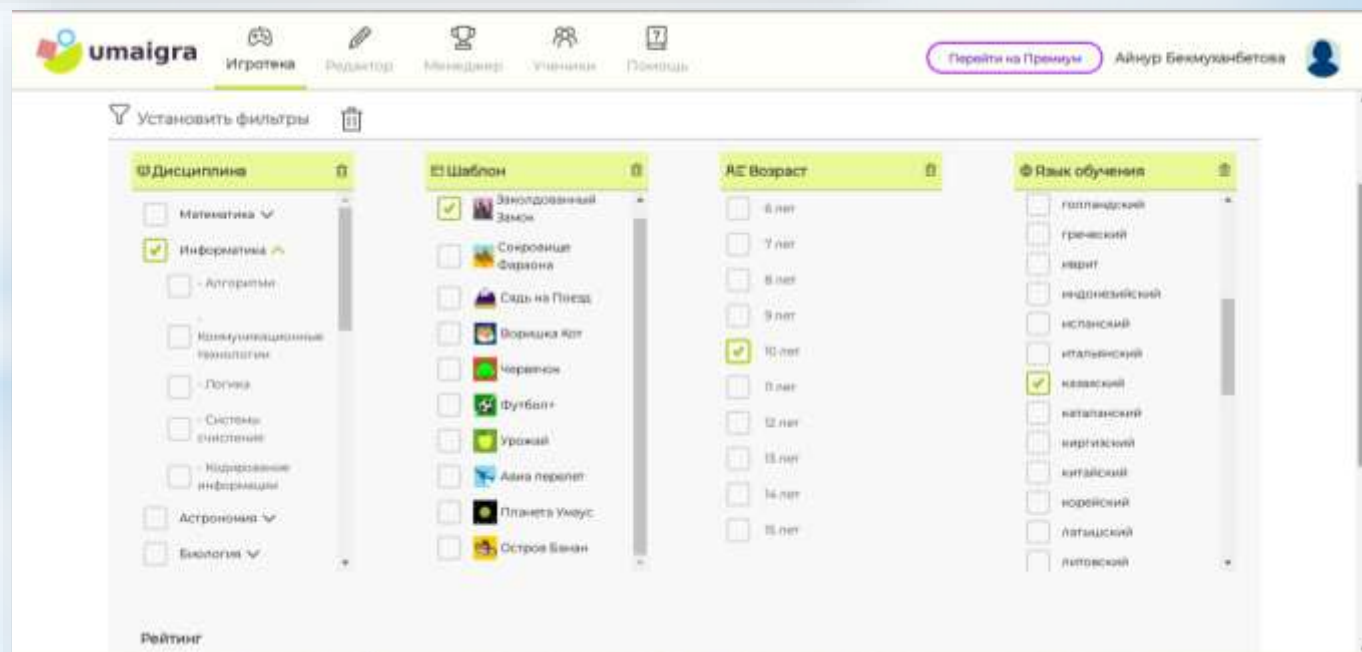 umaigra
Игротека
Редактор
Менеджер
Ученики
Помощь
Перейти на Премиум
Айнур Бекмуханбетова
Установить фильтры
Дисциплина
Математика
Информатика
- Алгоритмы
-
Коммуникационные
технологии
- Логика
- Системы
счисления
- Кодирование
информации
Астрономия
Биология
Шаблон
Заколдованный
Замок
Сокровище
Фараона
Сядь на Поезд
Воришка Кот
Червячок
Футбол+
Урожай
Авиа перелет
Планета Умаус
Остров Банан
Возраст
6 лет
7 лет
8 лет
9 лет
10 лет
11 лет
12 лет
13 лет
14 лет
15 лет
Язык обучения
голландский
греческий
иврит
индонезийский
испанский
итальянский
казахский
каталанский
киргизский
китайский
корейский
латышский
литовский
Рейтинг